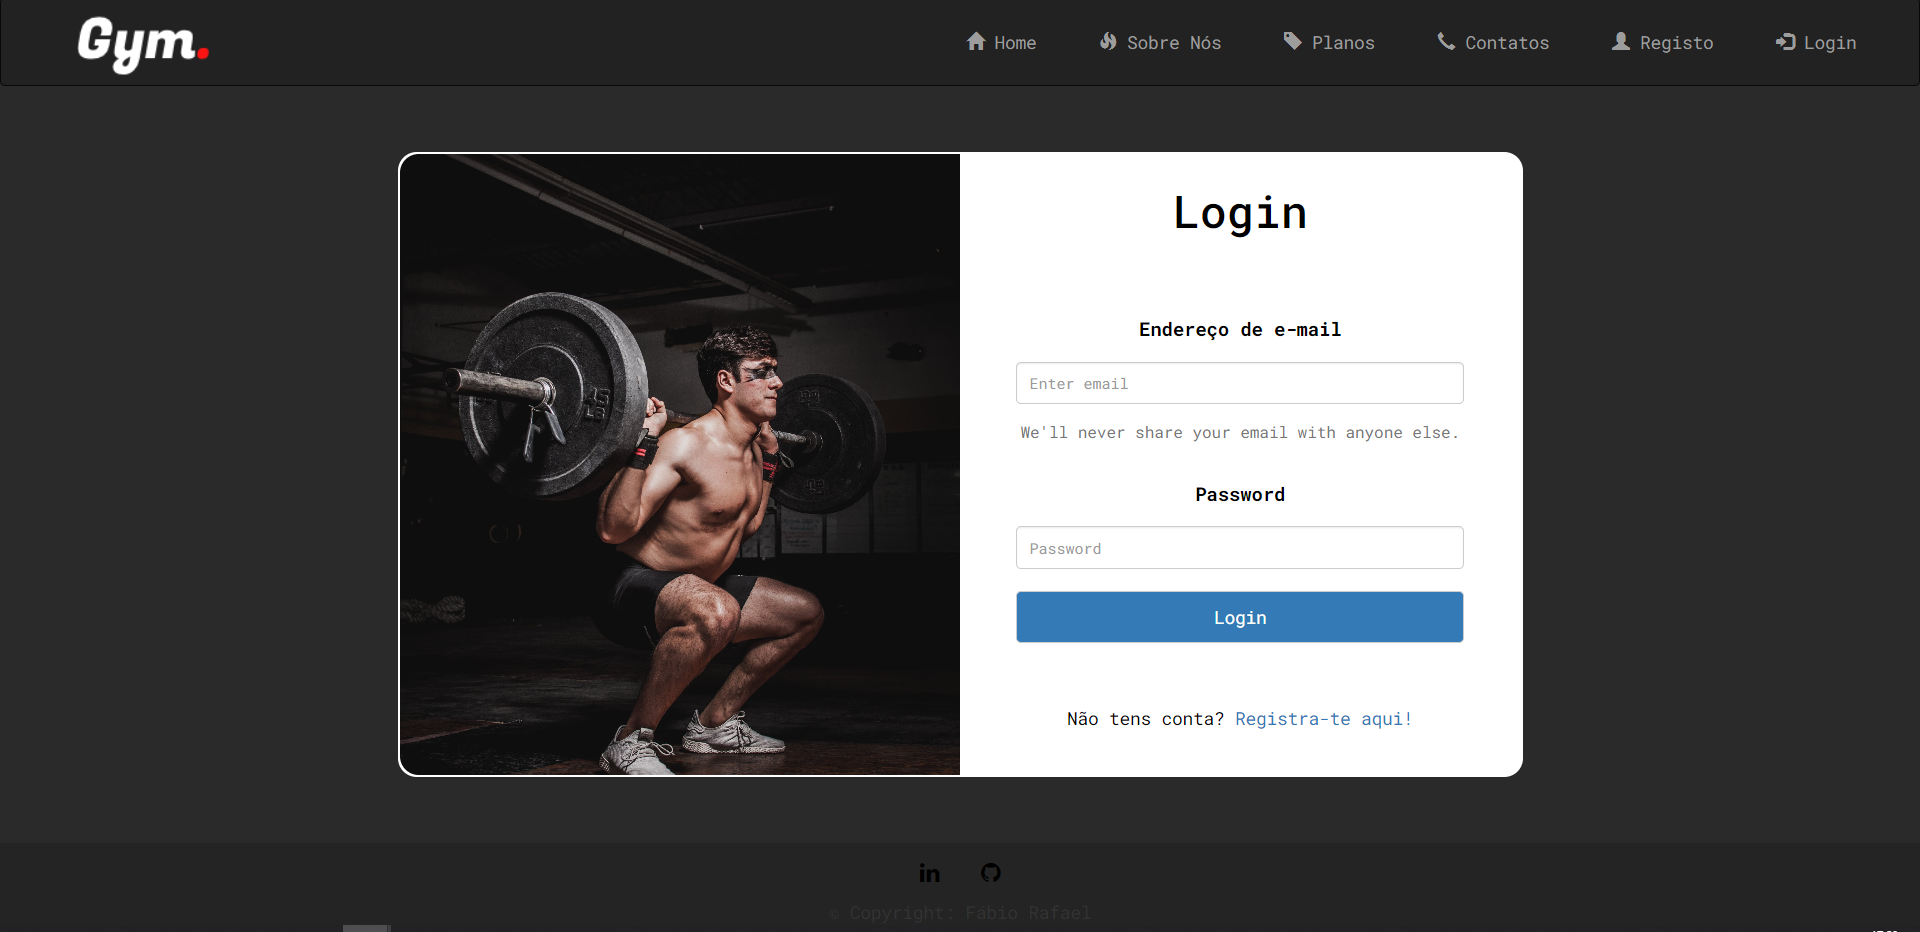 Gym.
Home
Sobre Nós
Planos
Contatos
Registo
Login
Login
Endereço de e-mail
Enter email
We'll never share your email with anyone else.
Password
Password
Login
Não tens conta? Registra-te aqui!
in
© Copyright: Fábio Rafael